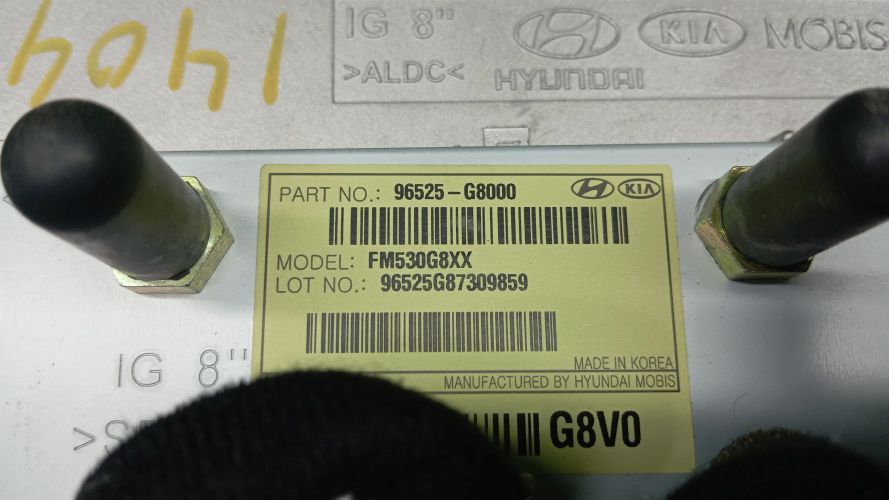 1404
IG 8" HYUNDAI KIA MOBIS
>ALDC<
PART NO.: 96525-G8000 KIA
MODEL: FM530G8XX
LOT NO.: 96525G87309859
MADE IN KOREA
MANUFACTURED BY HYUNDAI MOBIS
IG 8"
G8V0